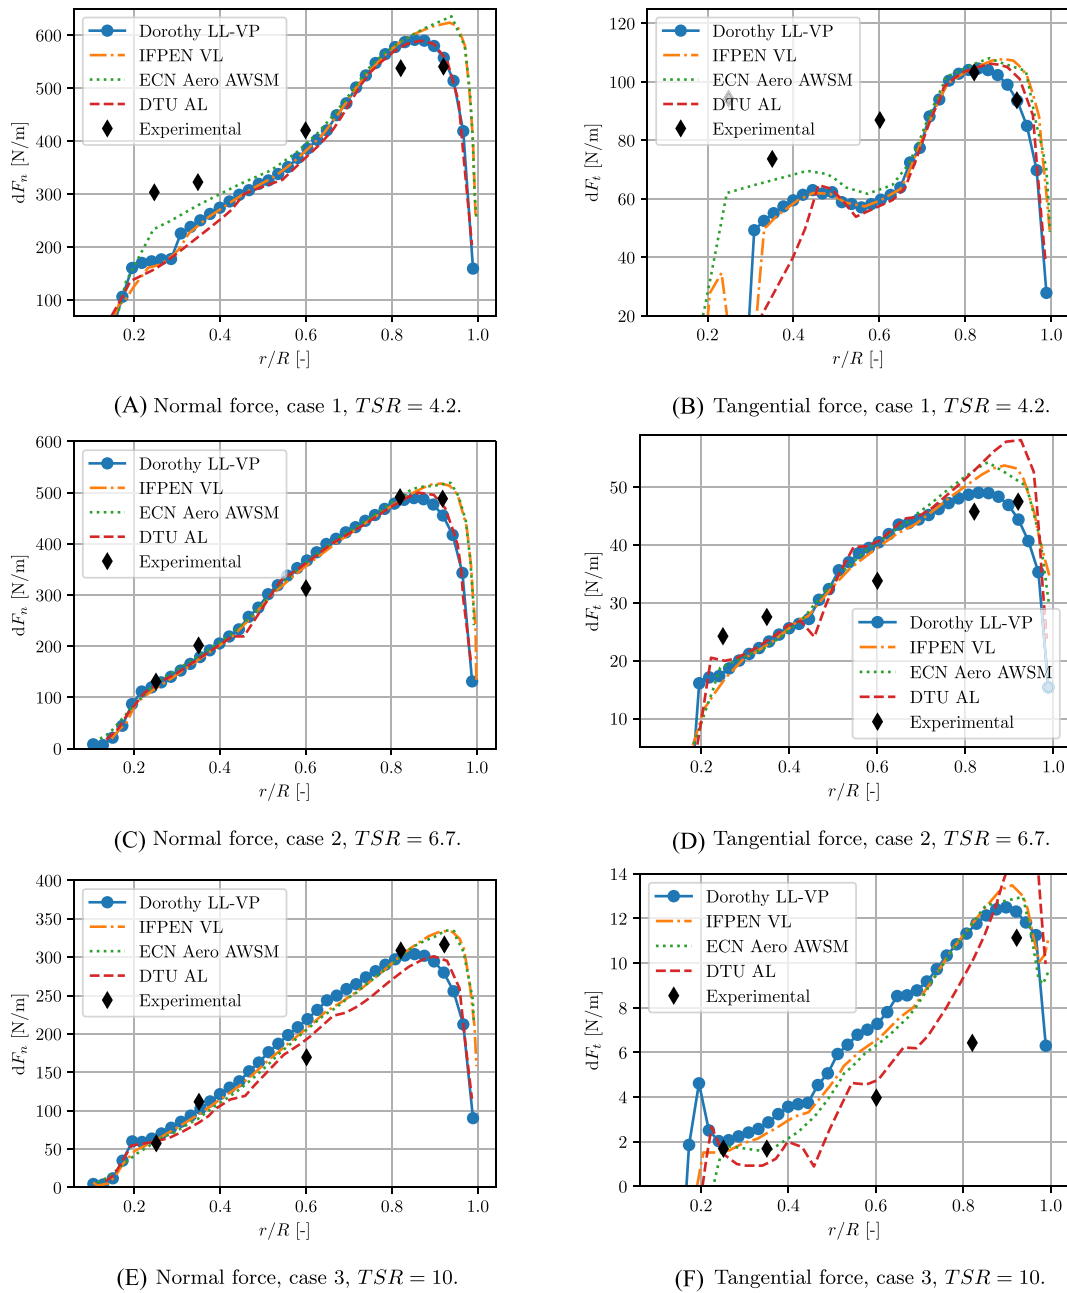 600
500
400
300
200
100
dF_n [N/m]
Dorothy LL-VP
IFPEN VL
ECN Aero AWSM
DTU AL
Experimental
0.2 0.4 0.6 0.8 1.0
r/R [-]
(A) Normal force, case 1, TSR = 4.2.
120
100
80
60
40
20
dF_t [N/m]
Dorothy LL-VP
IFPEN VL
ECN Aero AWSM
DTU AL
Experimental
0.2 0.4 0.6 0.8 1.0
r/R [-]
(B) Tangential force, case 1, TSR = 4.2.
600
500
400
300
200
100
0
dF_n [N/m]
Dorothy LL-VP
IFPEN VL
ECN Aero AWSM
DTU AL
Experimental
0.2 0.4 0.6 0.8 1.0
r/R [-]
(C) Normal force, case 2, TSR = 6.7.
50
40
30
20
10
dF_t [N/m]
Dorothy LL-VP
IFPEN VL
ECN Aero AWSM
DTU AL
Experimental
0.2 0.4 0.6 0.8 1.0
r/R [-]
(D) Tangential force, case 2, TSR = 6.7.
400
350
300
250
200
150
100
50
0
dF_n [N/m]
Dorothy LL-VP
IFPEN VL
ECN Aero AWSM
DTU AL
Experimental
0.2 0.4 0.6 0.8 1.0
r/R [-]
(E) Normal force, case 3, TSR = 10.
14
12
10
8
6
4
2
0
dF_t [N/m]
Dorothy LL-VP
IFPEN VL
ECN Aero AWSM
DTU AL
Experimental
0.2 0.4 0.6 0.8 1.0
r/R [-]
(F) Tangential force, case 3, TSR = 10.